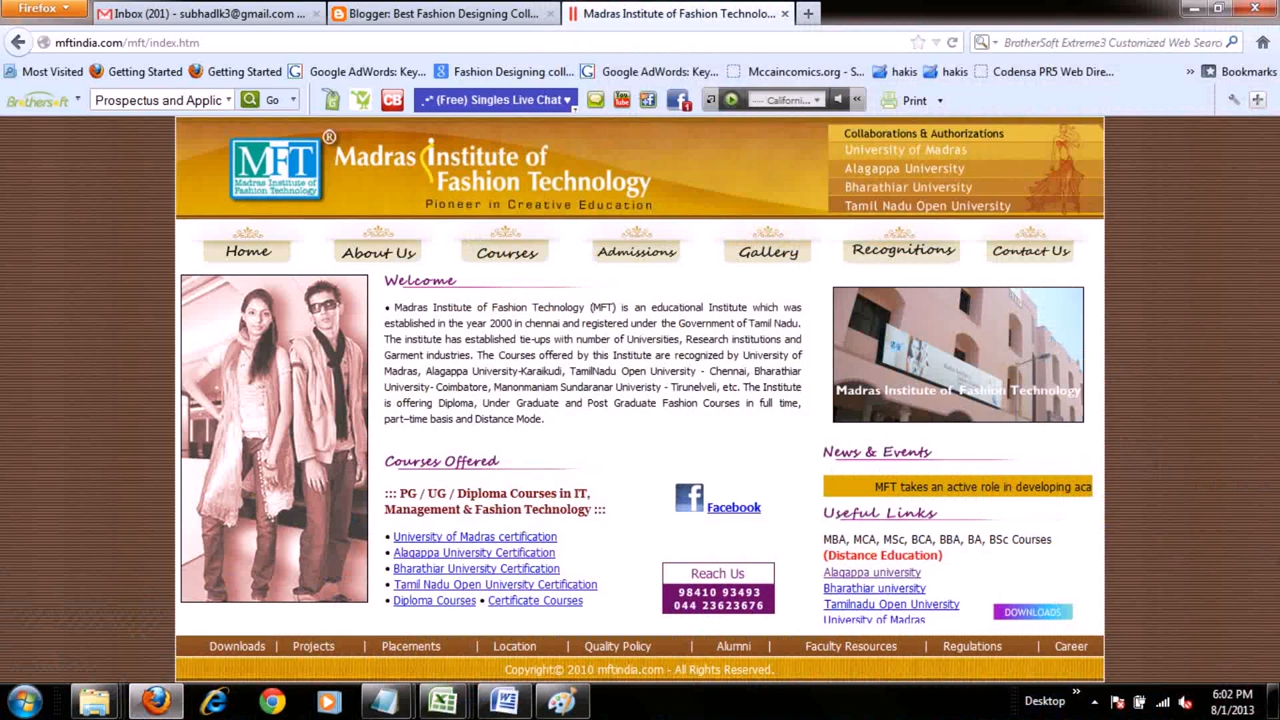 Firefox
Inbox (201) - subhadlk3@gmail.com ...
Blogger: Best Fashion Designing Coll...
Madras Institute of Fashion Technolo...
mftindia.com/mft/index.htm
BrotherSoft Extreme3 Customized Web Searc
Most Visited
Getting Started
Getting Started
Google AdWords: Key...
Fashion Designing coll...
Google AdWords: Key...
Mccaincomics.org - S...
hakis
hakis
Codensa PR5 Web Dire...
Bookmarks
Brothersoft
Prospectus and Applic
Go
CB
(Free) Singles Live Chat ♥
You Tube
---- Californi...
Print
MFT ®
Madras Institute of Fashion Technology
Madras Institute of
Fashion Technology
Pioneer in Creative Education
Collaborations & Authorizations
University of Madras
Alagappa University
Bharathiar University
Tamil Nadu Open University
Home
About Us
Courses
Admissions
Gallery
Recognitions
Contact Us
Welcome
• Madras Institute of Fashion Technology (MFT) is an educational Institute which was
established in the year 2000 in chennai and registered under the Government of Tamil Nadu.
The institute has established tie-ups with number of Universities, Research institutions and
Garment industries. The Courses offered by this Institute are recognized by University of
Madras, Alagappa University-Karaikudi, TamilNadu Open University - Chennai, Bharathiar
University- Coimbatore, Manonmaniam Sundaranar Univeristy - Tirunelveli, etc. The Institute
is offering Diploma, Under Graduate and Post Graduate Fashion Courses in full time,
part–time basis and Distance Mode.
Courses Offered
::: PG / UG / Diploma Courses in IT,
Management & Fashion Technology :::
• University of Madras certification
• Alagappa University Certification
• Bharathiar University Certification
• Tamil Nadu Open University Certification
• Diploma Courses • Certificate Courses
Facebook
Reach Us
98410 93493
044 23623676
Madras Institute of Fashion Technology
News & Events
MFT takes an active role in developing aca
Useful Links
MBA, MCA, MSc, BCA, BBA, BA, BSc Courses
(Distance Education)
Alagappa university
Bharathiar university
Tamilnadu Open University
University of Madras
DOWNLOADS
Downloads | Projects | Placements | Location | Quality Policy | Alumni | Faculty Resources | Regulations | Career
Copyright© 2010 mftindia.com - All Rights Reserved.
Desktop
6:02 PM
8/1/2013